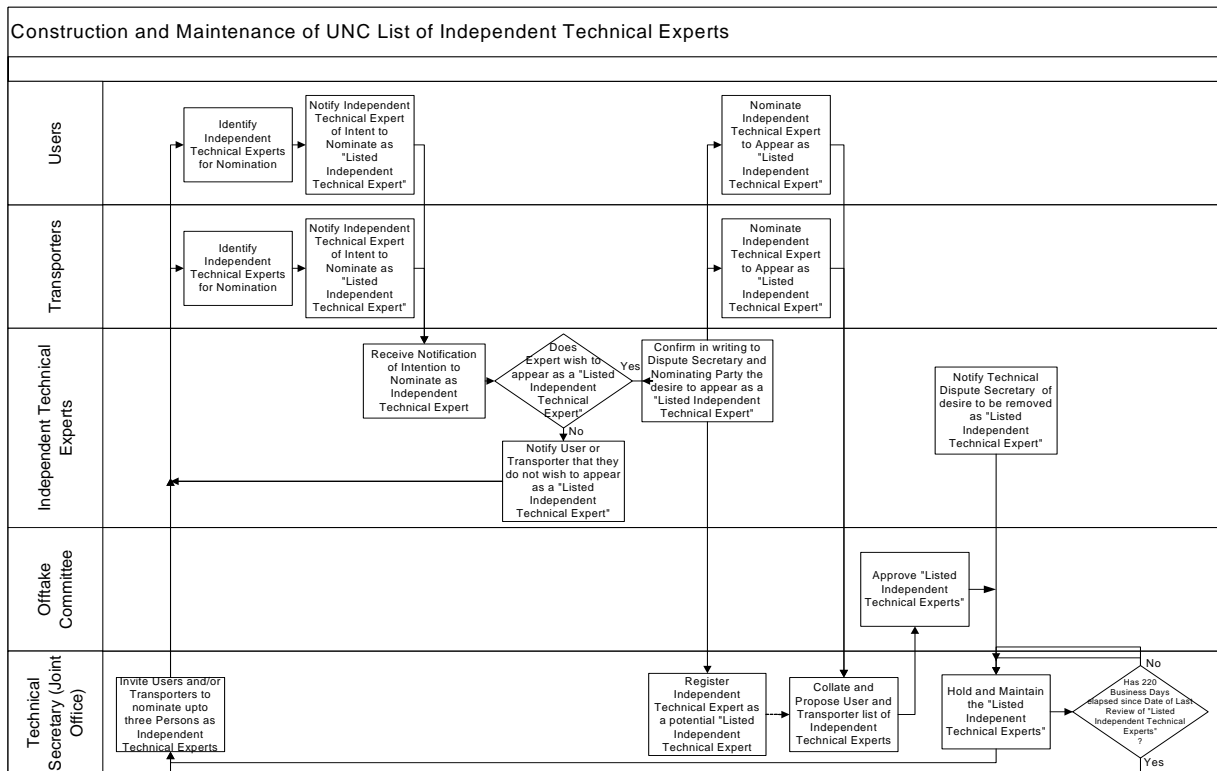 Construction and Maintenance of UNC List of Independent Technical Experts
Users
Identify
Independent
Technical Experts
for Nomination
Notify Independent
Technical Expert
of Intent to
Nominate as
"Listed
Independent
Technical Expert"
Nominate
Independent
Technical Expert
to Appear as
"Listed
Independent
Technical Expert"
Transporters
Identify
Independent
Technical Experts
for Nomination
Notify Independent
Technical Expert
of Intent to
Nominate as
"Listed
Independent
Technical Expert"
Nominate
Independent
Technical Expert
to Appear as
"Listed
Independent
Technical Expert"
Independent Technical
Experts
Receive Notification
of Intention to
Nominate as
Independent
Technical Expert
Does
Expert wish to
appear as a "Listed
Independent
Technical
Expert"
Yes
No
Confirm in writing to
Dispute Secretary and
Nominating Party the
desire to appear as a
"Listed Independent
Technical Expert"
Notify User or
Transporter that they
do not wish to appear
as a "Listed
Independent
Technical Expert"
Notify Technical
Dispute Secretary of
desire to be removed
as "Listed
Independent
Technical Expert"
Offtake
Committee
Approve "Listed
Independent
Technical Experts"
Technical
Secretary (Joint
Office)
Invite Users and/or
Transporters to
nominate upto
three Persons as
Independent
Technical Experts
Register
Independent
Technical Expert as
a potential "Listed
Independent
Technical Expert
Collate and
Propose User and
Transporter list of
Independent
Technical Experts
Hold and Maintain
the "Listed
Indepenent
Technical Experts"
No
Has 220
Business Days
elapsed since Date of Last
Review of "Listed
Independent Technical
Experts"
?
Yes